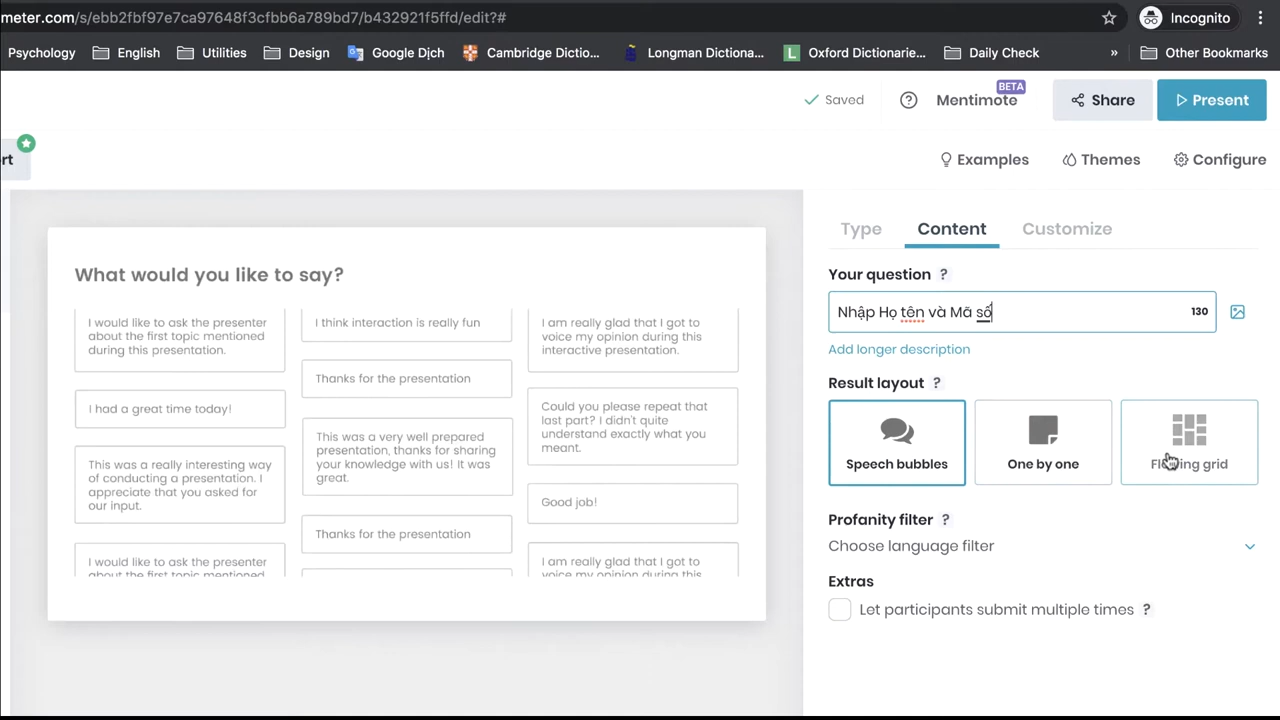 meter.com/s/ebb2fbf97e7ca97648f3cfbb6a789bd7/b432921f5ffd/edit?#
Incognito
Psychology
English
Utilities
Design
Google Dịch
Cambridge Dictio...
Longman Dictiona...
Oxford Dictionarie...
Daily Check
»
Other Bookmarks
Saved
?
Mentimote
BETA
Share
Present
rt
Examples
Themes
Configure
What would you like to say?
I would like to ask the presenter
about the first topic mentioned
during this presentation.
I had a great time today!
This was a really interesting way
of conducting a presentation. I
appreciate that you asked for
our input.
I would like to ask the presenter
about the first topic mentioned
I think interaction is really fun
Thanks for the presentation
This was a very well prepared
presentation, thanks for sharing
your knowledge with us! It was
great.
Thanks for the presentation
I am really glad that I got to
voice my opinion during this
interactive presentation.
Could you please repeat that
last part? I didn't quite
understand exactly what you
meant.
Good job!
I am really glad that I got to
voice my opinion during this
Type
Content
Customize
Your question ?
Nhập Họ tên và Mã số
130
Add longer description
Result layout ?
Speech bubbles
One by one
Flowing grid
Profanity filter ?
Choose language filter
Extras
Let participants submit multiple times ?